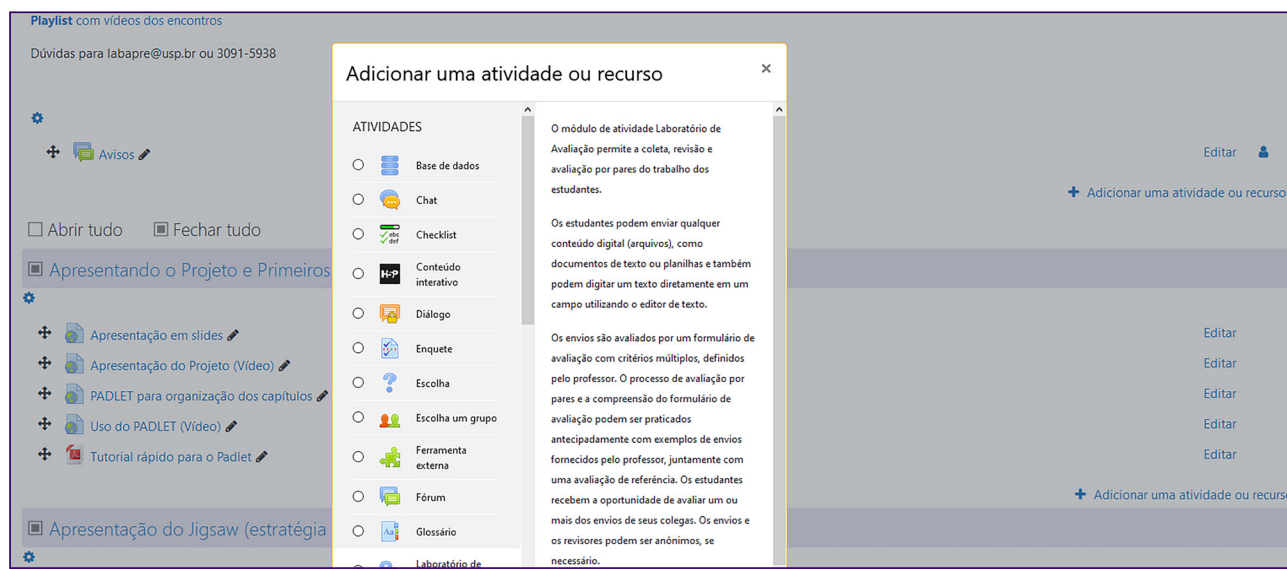 Playlist com vídeos dos encontros
Dúvidas para labapre@usp.br ou 3091-5938
Avisos
Editar
Adicionar uma atividade ou recurso
Abrir tudo
Fechar tudo
Apresentando o Projeto e Primeiros
Apresentação em slides
Editar
Apresentação do Projeto (Vídeo)
Editar
PADLET para organização dos capítulos
Editar
Uso do PADLET (Vídeo)
Editar
Tutorial rápido para o Padlet
Editar
Adicionar uma atividade ou recurso
Apresentação do Jigsaw (estratégia
Adicionar uma atividade ou recurso
×
ATIVIDADES
Base de dados
Chat
abc
def
Checklist
H-P
Conteúdo
interativo
Diálogo
Enquete
Escolha
Escolha um grupo
Ferramenta
externa
Fórum
Aa
Glossário
Laboratório de
O módulo de atividade Laboratório de
Avaliação permite a coleta, revisão e
avaliação por pares do trabalho dos
estudantes.
Os estudantes podem enviar qualquer
conteúdo digital (arquivos), como
documentos de texto ou planilhas e também
podem digitar um texto diretamente em um
campo utilizando o editor de texto.
Os envios são avaliados por um formulário de
avaliação com critérios múltiplos, definidos
pelo professor. O processo de avaliação por
pares e a compreensão do formulário de
avaliação podem ser praticados
antecipadamente com exemplos de envios
fornecidos pelo professor, juntamente com
uma avaliação de referência. Os estudantes
recebem a oportunidade de avaliar um ou
mais dos envios de seus colegas. Os envios e
os revisores podem ser anônimos, se
necessário.